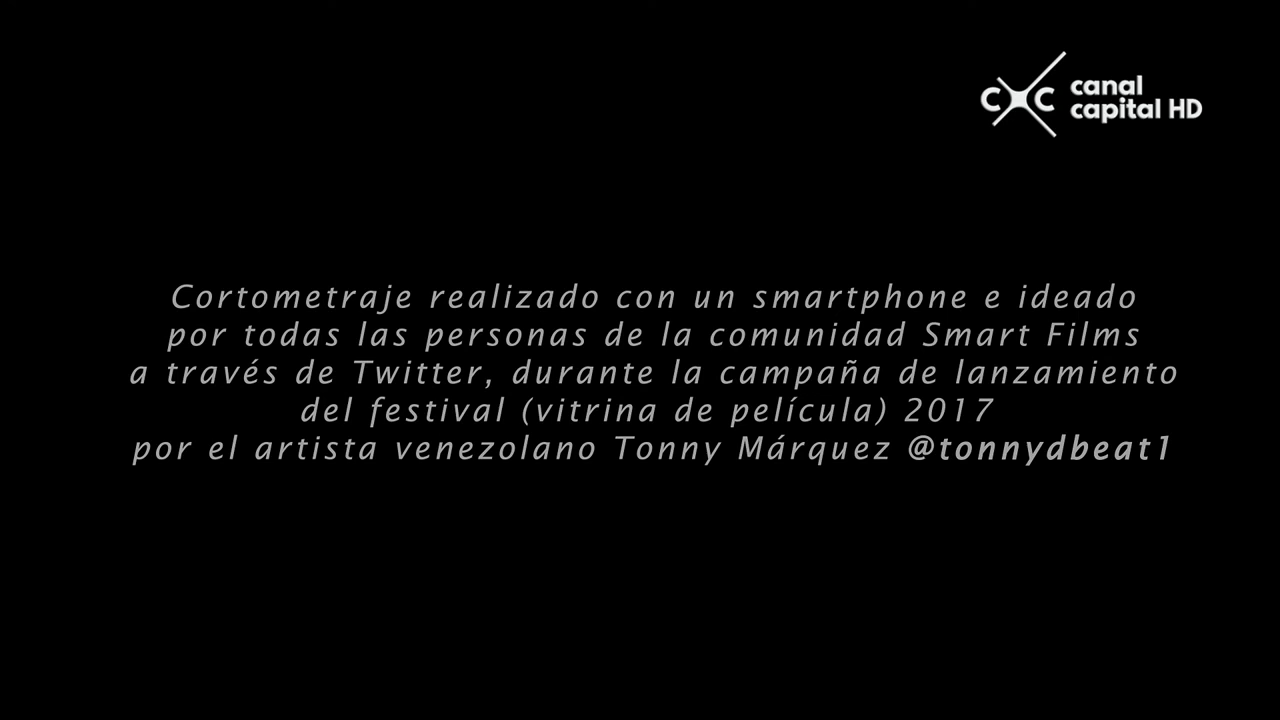 cxc canal
capital HD
Cortometraje realizado con un smartphone e ideado
por todas las personas de la comunidad Smart Films
a través de Twitter, durante la campaña de lanzamiento
del festival (vitrina de película) 2017
por el artista venezolano Tonny Márquez @tonnydbeat1